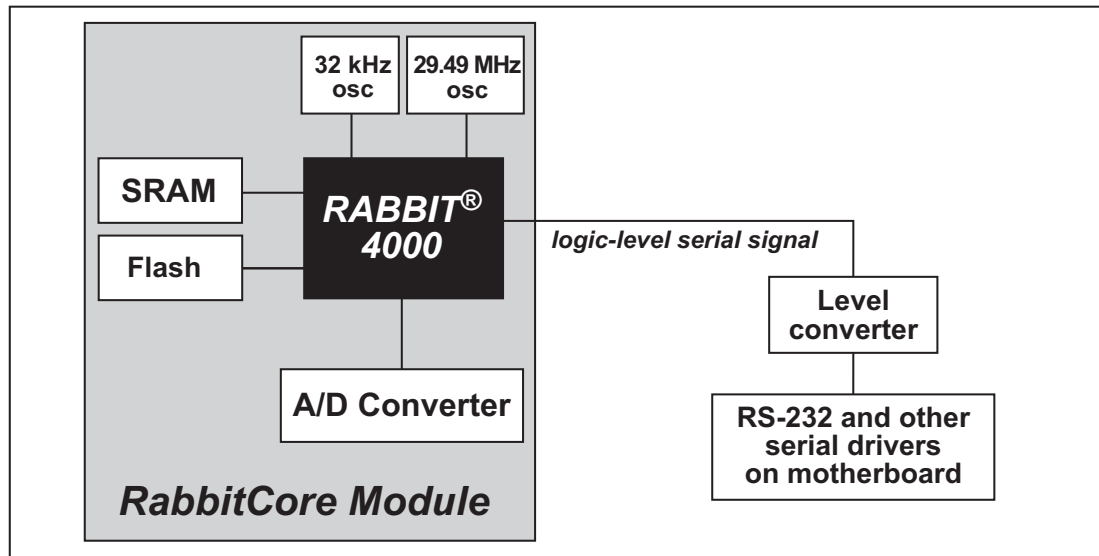 32 kHz
osc
29.49 MHz
osc
SRAM
RABBIT®
4000
Flash
logic-level serial signal
Level
converter
A/D Converter
RS-232 and other
serial drivers
on motherboard
RabbitCore Module